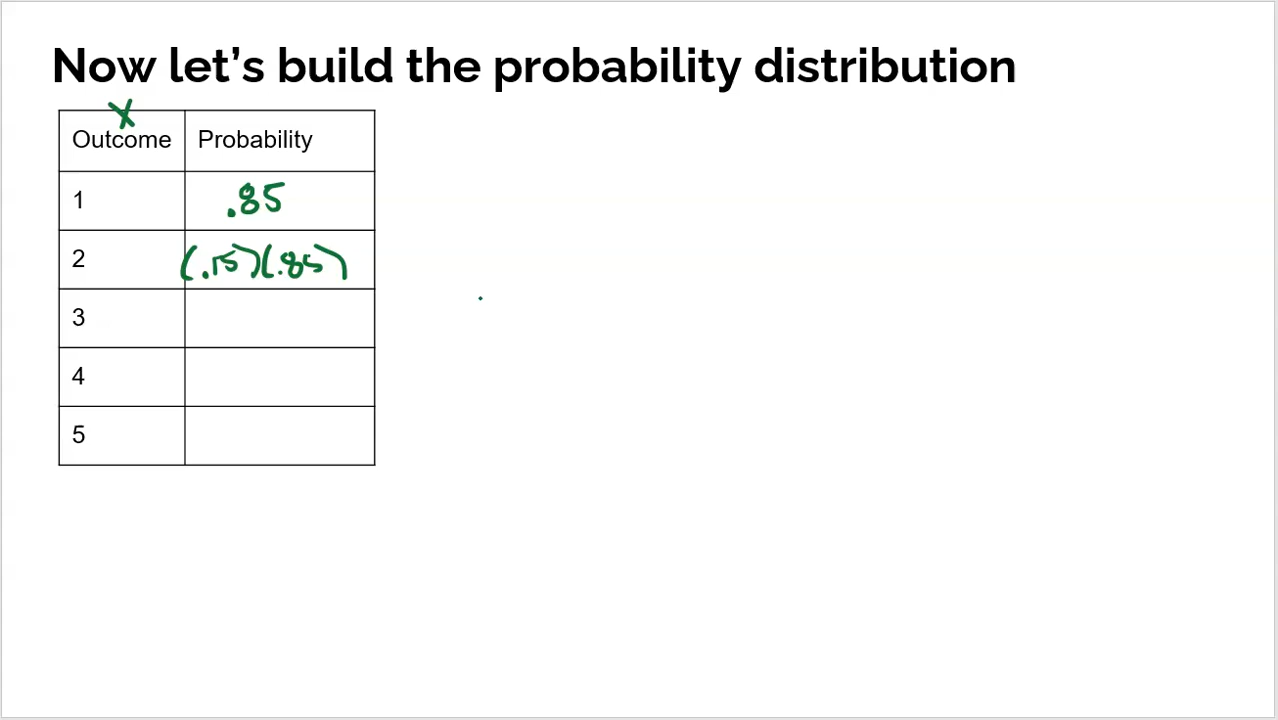 Now let's build the probability distribution
X
Outcome Probability
1 .85
2 (.15)(.85)
3
4
5